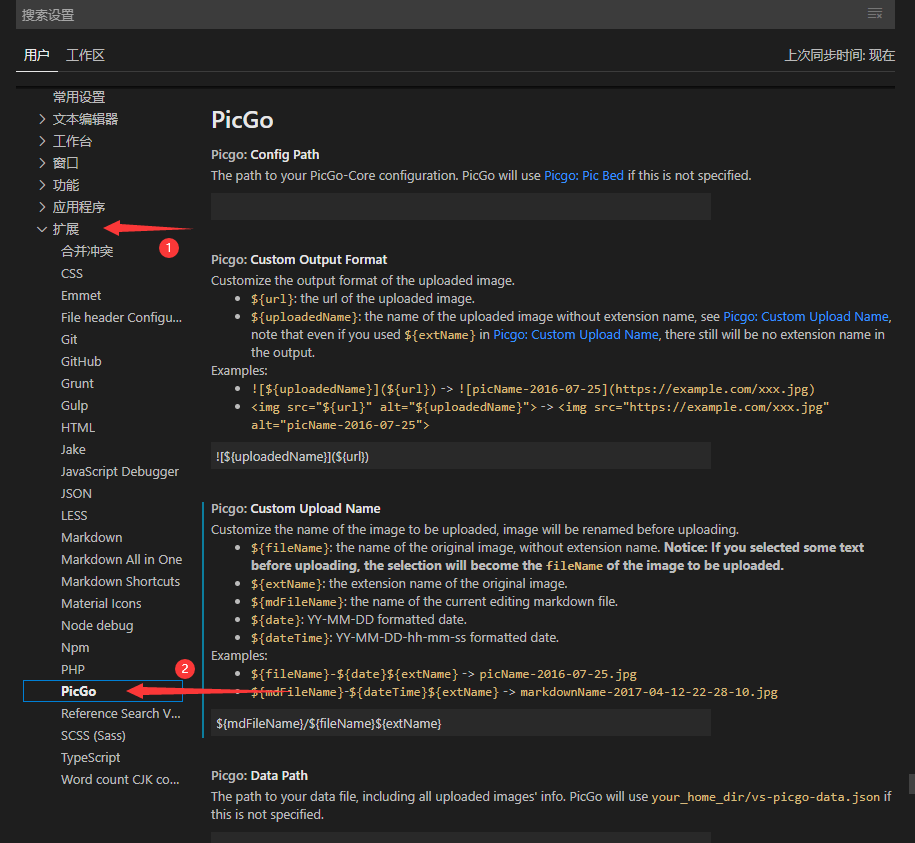 搜索设置
用户 工作区 上次同步时间: 现在
常用设置
文本编辑器
工作台
窗口
功能
应用程序
扩展
1
合并冲突
CSS
Emmet
File header Configu...
Git
GitHub
Grunt
Gulp
HTML
Jake
JavaScript Debugger
JSON
LESS
Markdown
Markdown All in One
Markdown Shortcuts
Material Icons
Node debug
Npm
PHP
2
PicGo
Reference Search V...
SCSS (Sass)
TypeScript
Word count CJK co...
PicGo
Picgo: Config Path
The path to your PicGo-Core configuration. PicGo will use Picgo: Pic Bed if this is not specified.
Picgo: Custom Output Format
Customize the output format of the uploaded image.
${url}: the url of the uploaded image.
${uploadedName}: the name of the uploaded image without extension name, see Picgo: Custom Upload Name,
note that even if you used ${extName} in Picgo: Custom Upload Name, there still will be no extension name in
the output.
Examples:
![${uploadedName}](${url}) -> ![picName-2016-07-25](https://example.com/xxx.jpg)
<img src="${url}" alt="${uploadedName}"> -> <img src="https://example.com/xxx.jpg"
alt="picName-2016-07-25">
![${uploadedName}](${url})
Picgo: Custom Upload Name
Customize the name of the image to be uploaded, image will be renamed before uploading.
${fileName}: the name of the original image, without extension name. Notice: If you selected some text
before uploading, the selection will become the fileName of the image to be uploaded.
${extName}: the extension name of the original image.
${mdFileName}: the name of the current editing markdown file.
${date}: YY-MM-DD formatted date.
${dateTime}: YY-MM-DD-hh-mm-ss formatted date.
Examples:
${fileName}-${date}${extName} -> picName-2016-07-25.jpg
${mdFileName}-${dateTime}${extName} -> markdownName-2017-04-12-22-28-10.jpg
${mdFileName}/${fileName}${extName}
Picgo: Data Path
The path to your data file, including all uploaded images' info. PicGo will use your_home_dir/vs-picgo-data.json if
this is not specified.